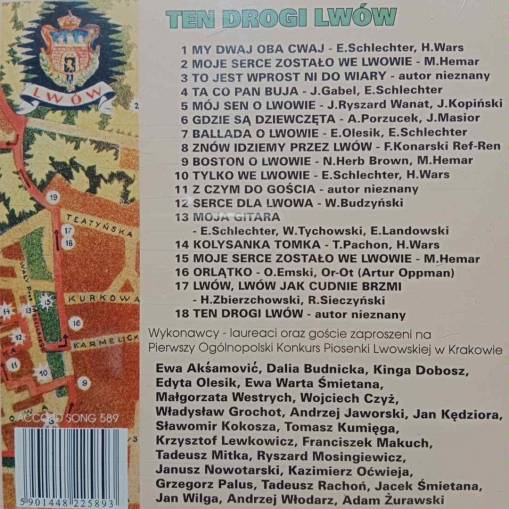 TEN DROGI LWÓW
LWÓW
1 MY DWAJ OBA CWAJ - E.Schlechter, H.Wars
2 MOJE SERCE ZOSTAŁO WE LWOWIE - M.Hemar
3 TO JEST WPROST NI DO WIARY - autor nieznany
4 TA CO PAN BUJA - J.Gabel, E.Schlechter
5 MÓJ SEN O LWOWIE - J.Ryszard Wanat, J.Kopiński
6 GDZIE SĄ DZIEWCZĘTA - A.Porzucek, J.Masior
7 BALLADA O LWOWIE - E.Olesik, E.Schlechter
8 ZNÓW IDZIEMY PRZEZ LWÓW - F.Konarski Ref-Ren
9 BOSTON O LWOWIE - N.Herb Brown, M.Hemar
10 TYLKO WE LWOWIE - E.Schlechter, H.Wars
11 Z CZYM DO GOŚCIA - autor nieznany
12 SERCE DLA LWOWA - W.Budzyński
13 MOJA GITARA
- E.Schlechter, W.Tychowski, E.Landowski
14 KOLYSANKA TOMKA - T.Pachon, H.Wars
15 MOJE SERCE ZOSTAŁO WE LWOWIE - M.Hemar
16 ORLĄTKO - O.Emski, Or-Ot (Artur Oppman)
17 LWÓW, LWÓW JAK CUDNIE BRZMI
- H.Zbierzchowski, R.Sieczyński
18 TEN DROGI LWÓW - autor nieznany
Wykonawcy - laureaci oraz goście zaproszeni na
Pierwszy Ogólnopolski Konkurs Piosenki Lwowskiej w Krakowie
Ewa Akšamović, Dalia Budnicka, Kinga Dobosz,
Edyta Olesik, Ewa Warta Śmietana,
Małgorzata Westrych, Wojciech Czyż,
Władysław Grochot, Andrzej Jaworski, Jan Kędziora,
Sławomir Kokosza, Tomasz Kumięga,
Krzysztof Lewkowicz, Franciszek Makuch,
Tadeusz Mitka, Ryszard Mosingiewicz,
Janusz Nowotarski, Kazimierz Oćwieja,
Grzegorz Palus, Tadeusz Rachoń, Jacek Śmietana,
Jan Wilga, Andrzej Włodarz, Adam Żurawski
TEATYŃSKA
KURKOWA
KARMELIC
ACCORD SONG 589
5 901448 225893